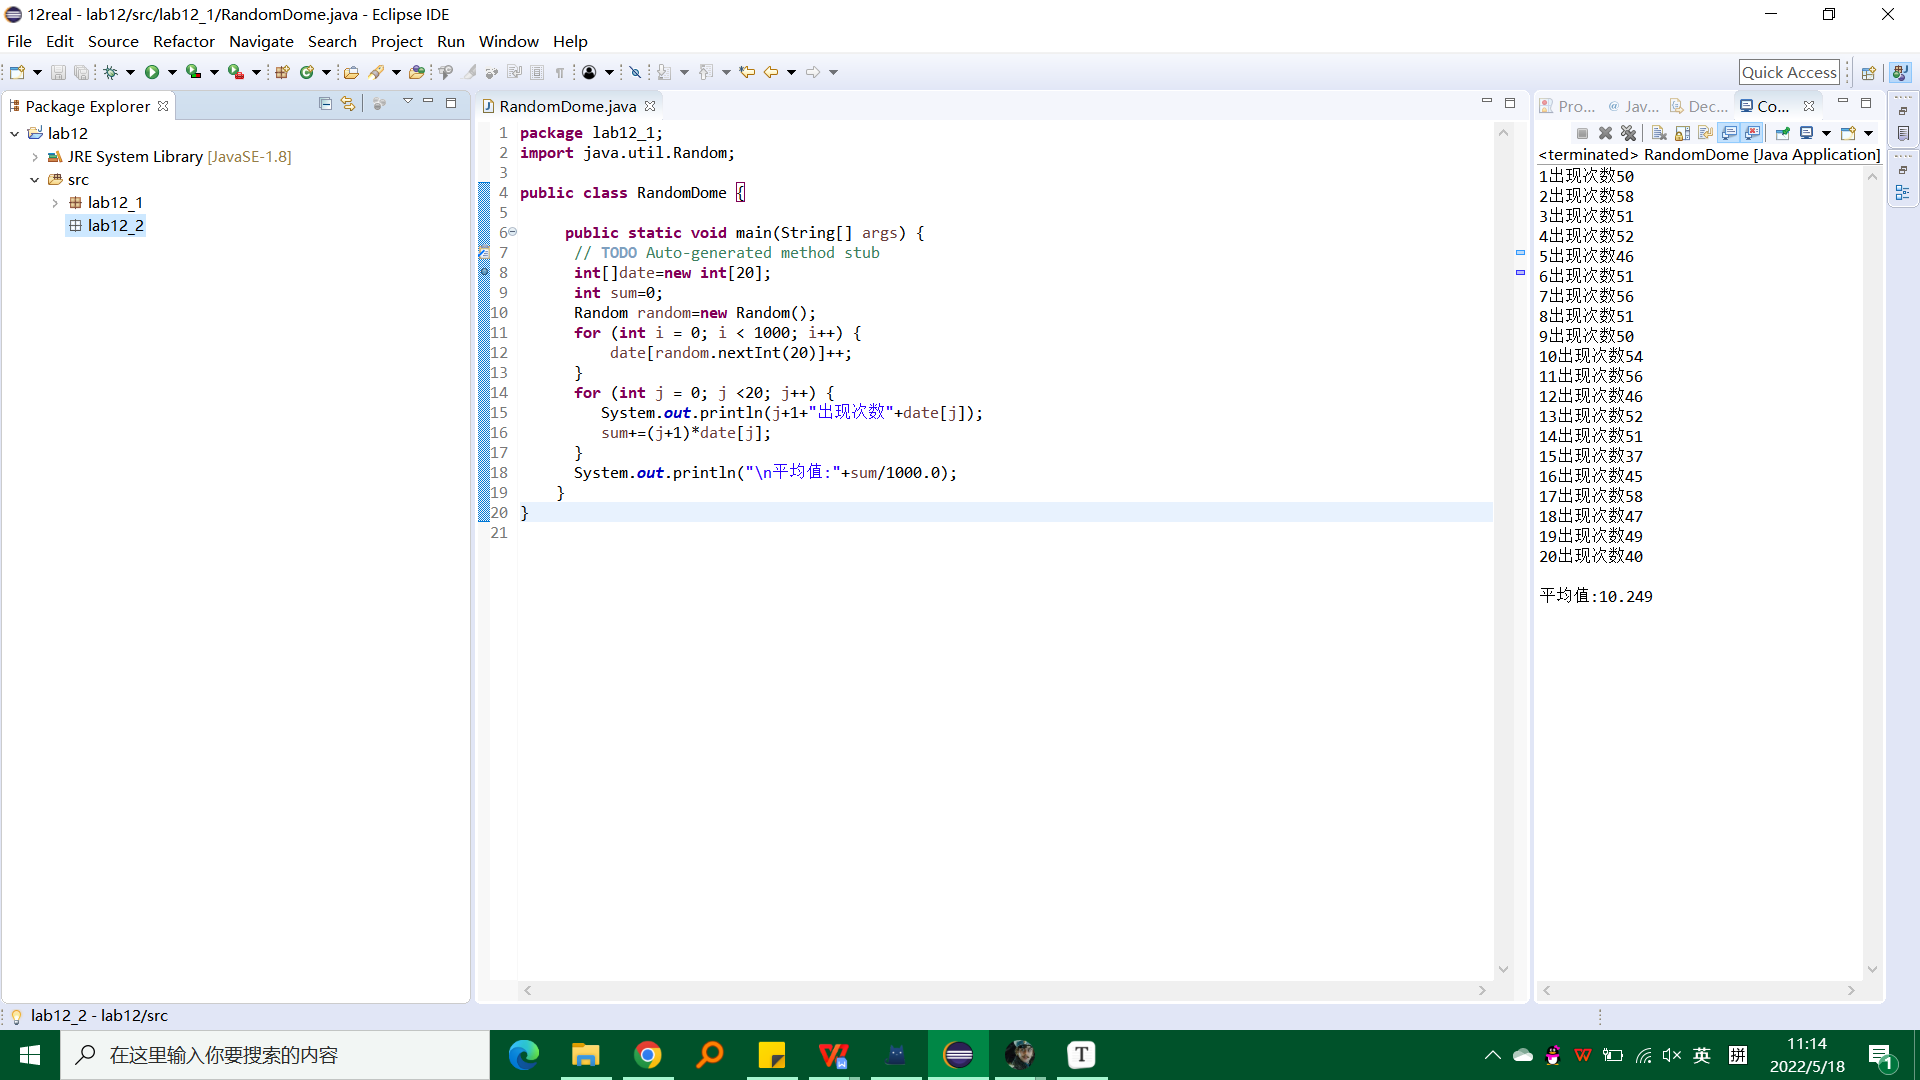 12real - lab12/src/lab12_1/RandomDome.java - Eclipse IDE
File Edit Source Refactor Navigate Search Project Run Window Help
Quick Access
Package Explorer
lab12
JRE System Library [JavaSE-1.8]
src
lab12_1
lab12_2
RandomDome.java
1 package lab12_1;
2 import java.util.Random;
3
4 public class RandomDome {
5
6 public static void main(String[] args) {
7 // TODO Auto-generated method stub
8 int[]date=new int[20];
9 int sum=0;
10 Random random=new Random();
11 for (int i = 0; i < 1000; i++) {
12 date[random.nextInt(20)]++;
13 }
14 for (int j = 0; j <20; j++) {
15 System.out.println(j+1+"出现次数"+date[j]);
16 sum+=(j+1)*date[j];
17 }
18 System.out.println("\n平均值:"+sum/1000.0);
19 }
20 }
21
Pro... Jav... Dec... Co...
<terminated> RandomDome [Java Application]
1出现次数50
2出现次数58
3出现次数51
4出现次数52
5出现次数46
6出现次数51
7出现次数56
8出现次数51
9出现次数50
10出现次数54
11出现次数56
12出现次数46
13出现次数52
14出现次数51
15出现次数37
16出现次数45
17出现次数58
18出现次数47
19出现次数49
20出现次数40
平均值:10.249
lab12_2 - lab12/src
在这里输入你要搜索的内容
T
英
拼
11:14
2022/5/18
1